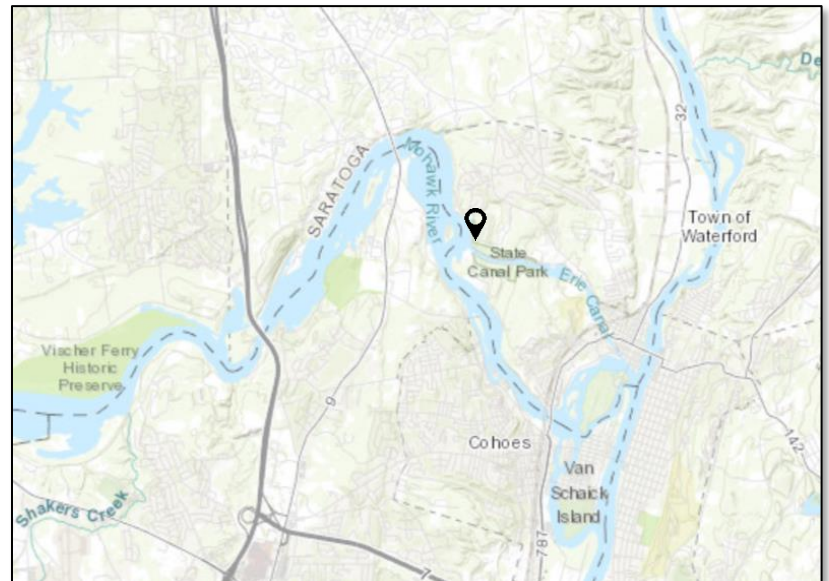 De
32
SARATOGA
Mohawk River
Town of
Waterford
State
Canal Park
Erie Canal
Vischer Ferry
Historic
Preserve
9
Cohoes
142
Van
Schaick
Island
Shakers Creek
787
7